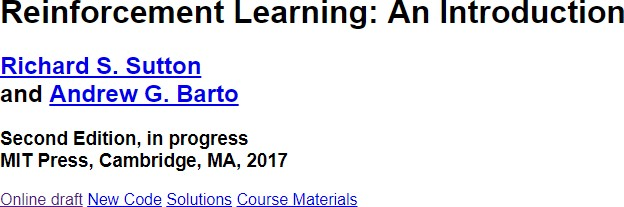 Reinforcement Learning: An Introduction
Richard S. Sutton
and Andrew G. Barto
Second Edition, in progress
MIT Press, Cambridge, MA, 2017
Online draft New Code Solutions Course Materials